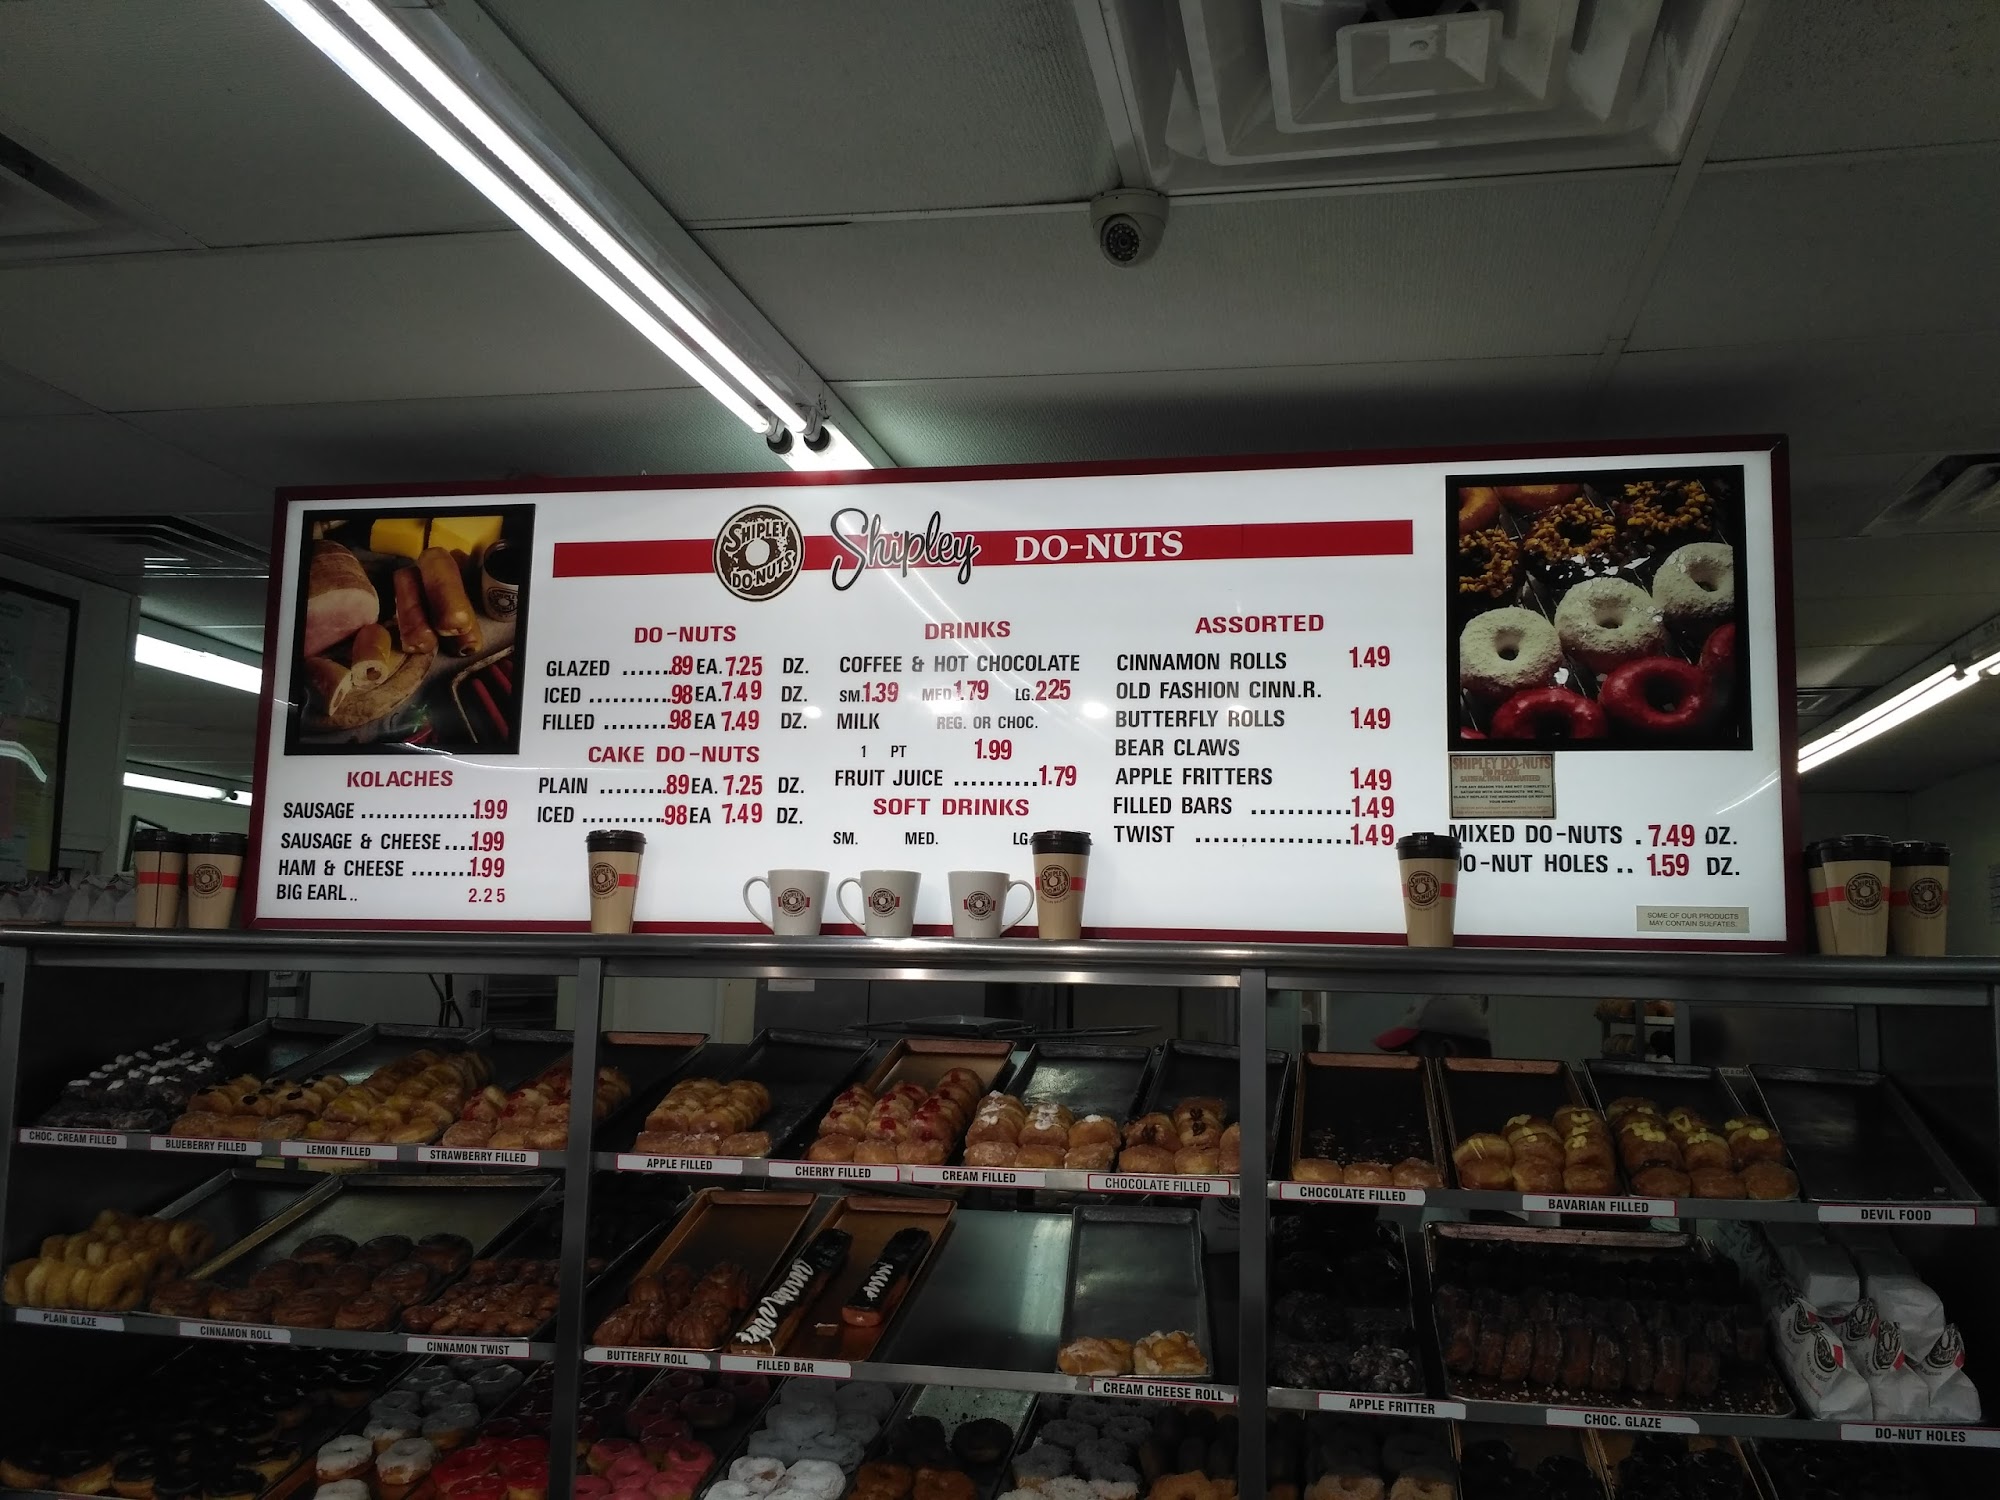 SHIPLEY DO-NUTS
Shipley DO-NUTS
KOLACHES
SAUSAGE ................1.99
SAUSAGE & CHEESE ....1.99
HAM & CHEESE ........1.99
BIG EARL .. 2.25
DO-NUTS
GLAZED .......89 EA. 7.25 DZ.
ICED ...........98 EA. 7.49 DZ.
FILLED .........98 EA 7.49 DZ.
CAKE DO-NUTS
PLAIN .........89 EA. 7.25 DZ.
ICED ...........98 EA 7.49 DZ.
DRINKS
COFFEE & HOT CHOCOLATE
SM. 1.39 MED 1.79 LG. 225
MILK REG. OR CHOC.
1 PT 1.99
FRUIT JUICE ..........1.79
SOFT DRINKS
SM. MED. LG
ASSORTED
CINNAMON ROLLS 1.49
OLD FASHION CINN.R.
BUTTERFLY ROLLS 1.49
BEAR CLAWS
APPLE FRITTERS 1.49
FILLED BARS ...........1.49
TWIST .................1.49
SHIPLEY DO-NUTS
100 PERCENT
SATISFACTION GUARANTEED
MIXED DO-NUTS . 7.49 DZ.
DO-NUT HOLES .. 1.59 DZ.
SOME OF OUR PRODUCTS
MAY CONTAIN SULFATES.
CHOC. CREAM FILLED
BLUEBERRY FILLED
LEMON FILLED
STRAWBERRY FILLED
APPLE FILLED
CHERRY FILLED
CREAM FILLED
CHOCOLATE FILLED
CHOCOLATE FILLED
BAVARIAN FILLED
DEVIL FOOD
PLAIN GLAZE
CINNAMON ROLL
CINNAMON TWIST
BUTTERFLY ROLL
FILLED BAR
CREAM CHEESE ROLL
APPLE FRITTER
CHOC. GLAZE
DO-NUT HOLES